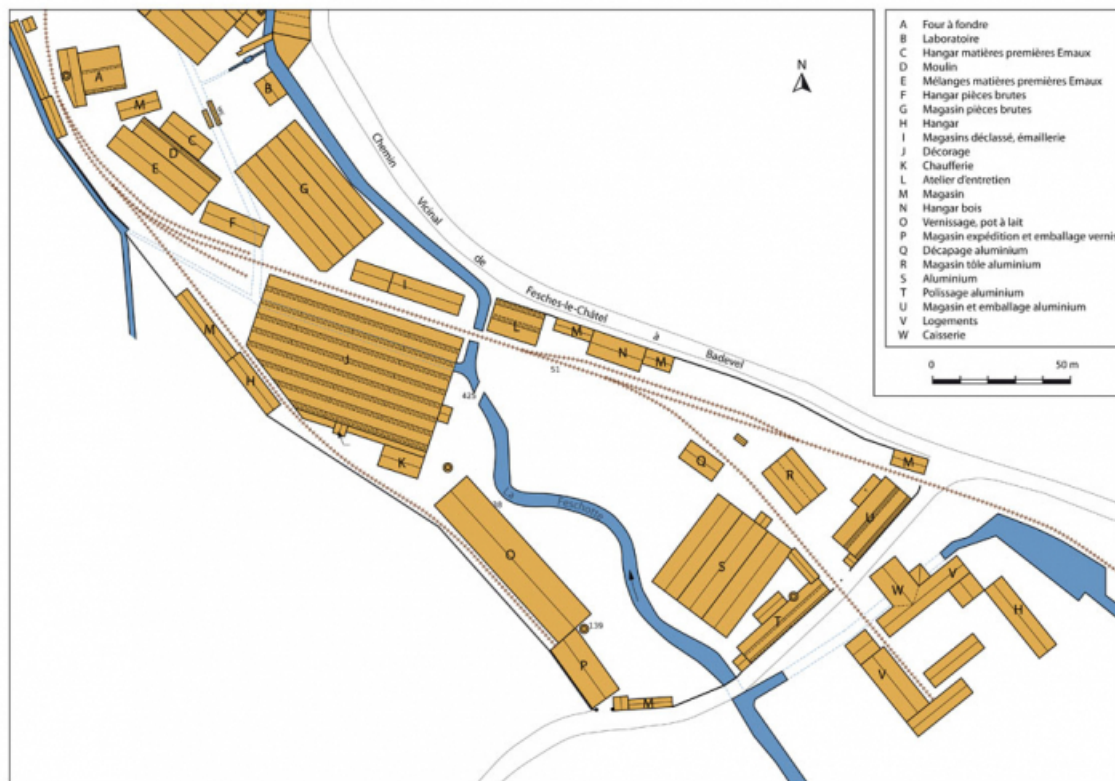 A Four à fondre
B Laboratoire
C Hangar matières premières Emaux
D Moulin
E Mélanges matières premières Emaux
F Hangar pièces brutes
G Magasin pièces brutes
H Hangar
I Magasins déclassé, émaillerie
J Décorage
K Chaufferie
L Atelier d'entretien
M Magasin
N Hangar bois
O Vernissage, pot à lait
P Magasin expédition et emballage vernis
Q Décapage aluminium
R Magasin tôle aluminium
S Aluminium
T Polissage aluminium
U Magasin et emballage aluminium
V Logements
W Caisserie
0 50 m
N
A
B
M
C
D
E
G
F
Chemin Vicinal de Fesches-le-Châtel à Badevel
I
L
M
N
M
M
H
J
51
425
K
Q
R
M
38
La Feschotte
O
U
S
W
V
H
T
139
P
V
M